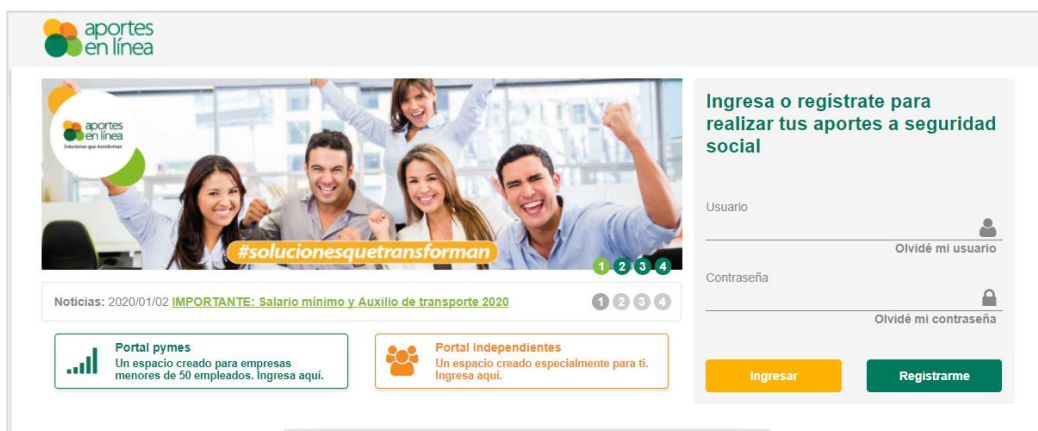 aportes
en línea
aportes
en línea
Soluciones que transforman
#solucionesquetransforman
1 2 3 4
Noticias: 2020/01/02 IMPORTANTE: Salario mínimo y Auxilio de transporte 2020
1 2 3 4
Portal pymes
Un espacio creado para empresas
menores de 50 empleados. Ingresa aquí.
Portal Independientes
Un espacio creado especialmente para ti.
Ingresa aquí.
Ingresa o regístrate para
realizar tus aportes a seguridad
social
Usuario
Olvidé mi usuario
Contraseña
Olvidé mi contraseña
Ingresar
Registrarme